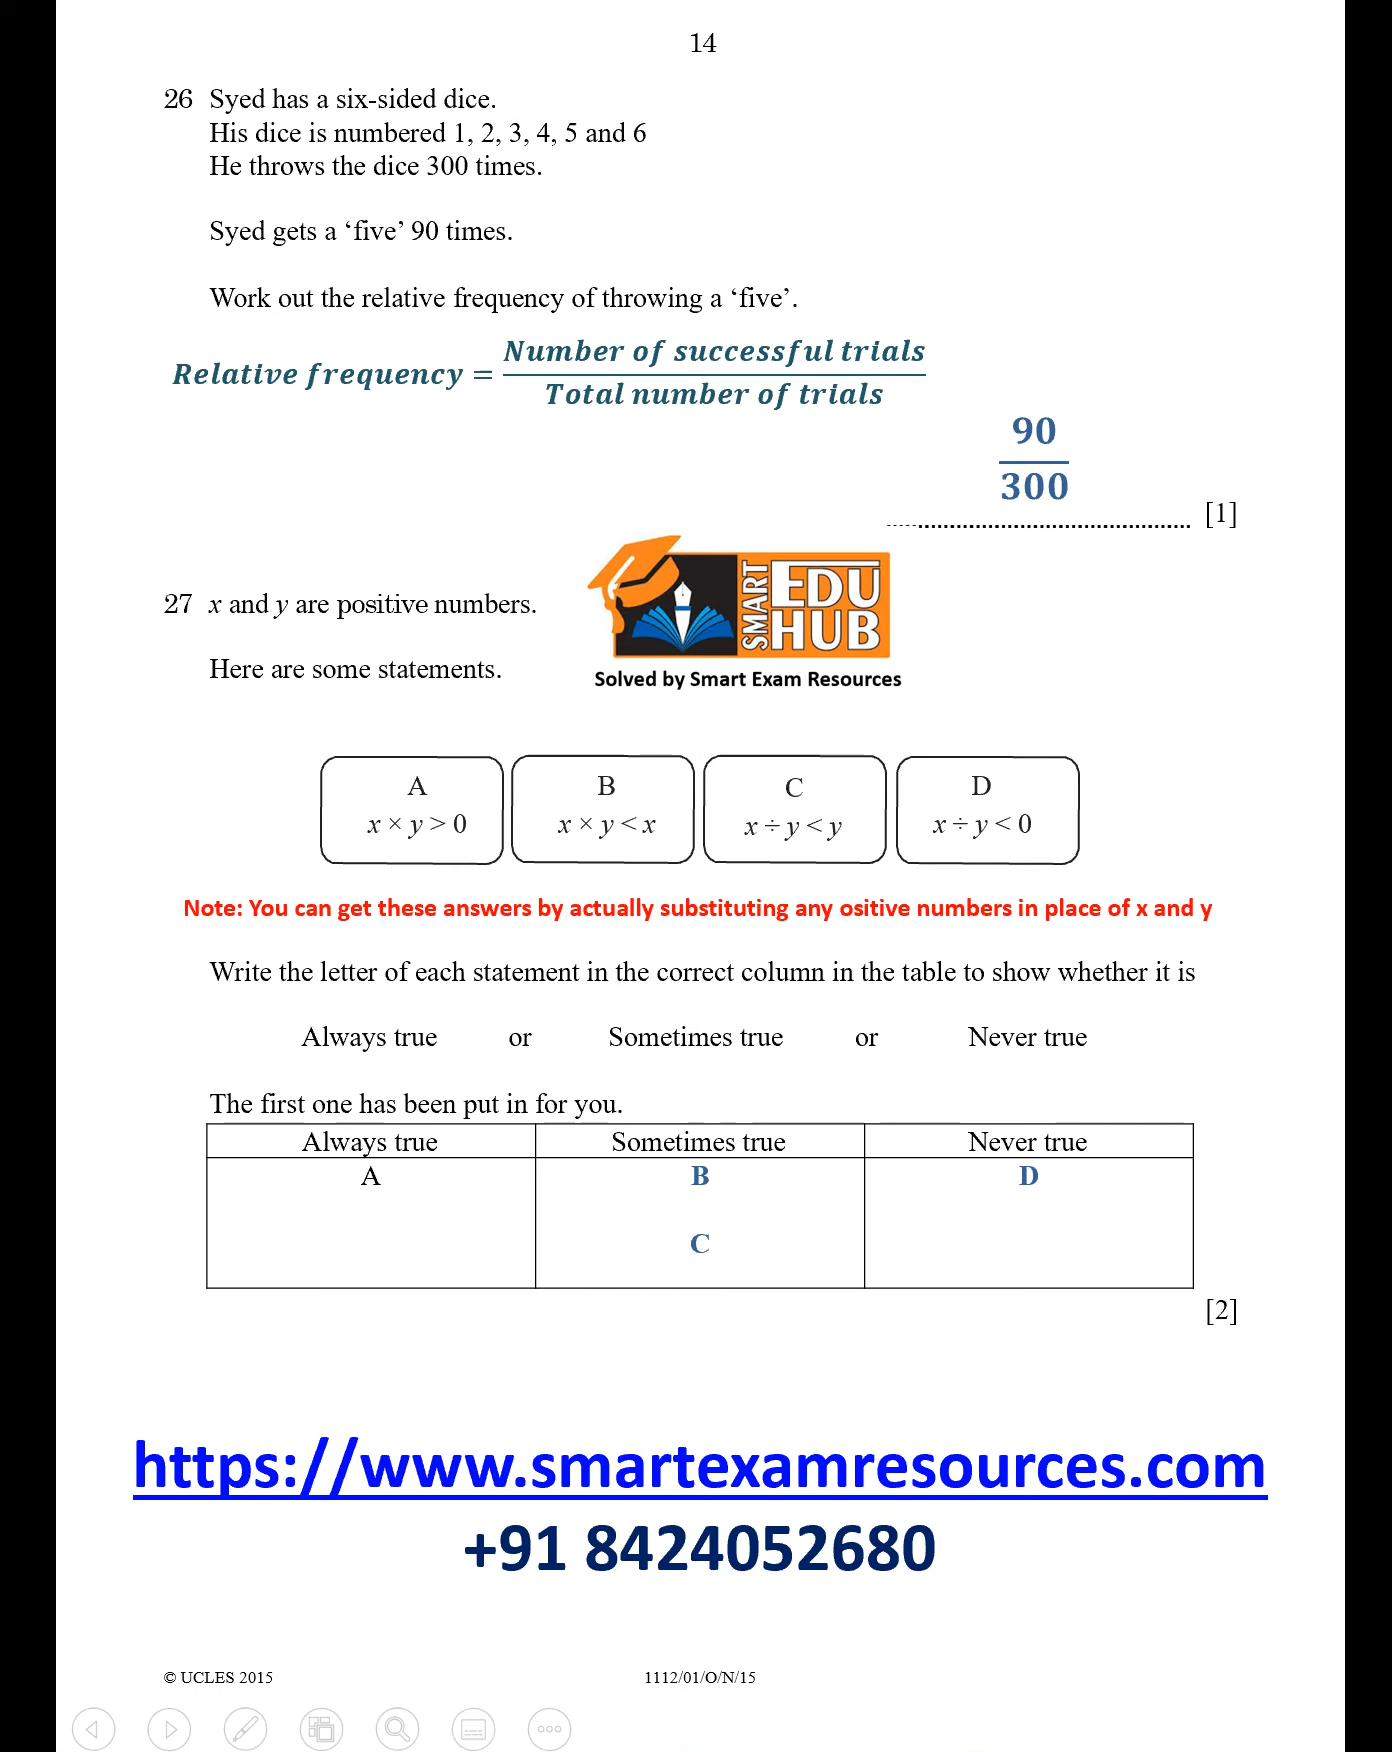 14
26 Syed has a six-sided dice.
His dice is numbered 1, 2, 3, 4, 5 and 6
He throws the dice 300 times.
Syed gets a ‘five’ 90 times.
Work out the relative frequency of throwing a ‘five’.
Relative frequency = Number of successful trials / Total number of trials
90
300
[1]
SMART EDU HUB
Solved by Smart Exam Resources
27 x and y are positive numbers.
Here are some statements.
A B C D
x × y > 0 x × y < x x ÷ y < y x ÷ y < 0
Note: You can get these answers by actually substituting any ositive numbers in place of x and y
Write the letter of each statement in the correct column in the table to show whether it is
Always true or Sometimes true or Never true
The first one has been put in for you.
Always true Sometimes true Never true
A B D
C
[2]
https://www.smartexamresources.com
+91 8424052680
© UCLES 2015 1112/01/O/N/15